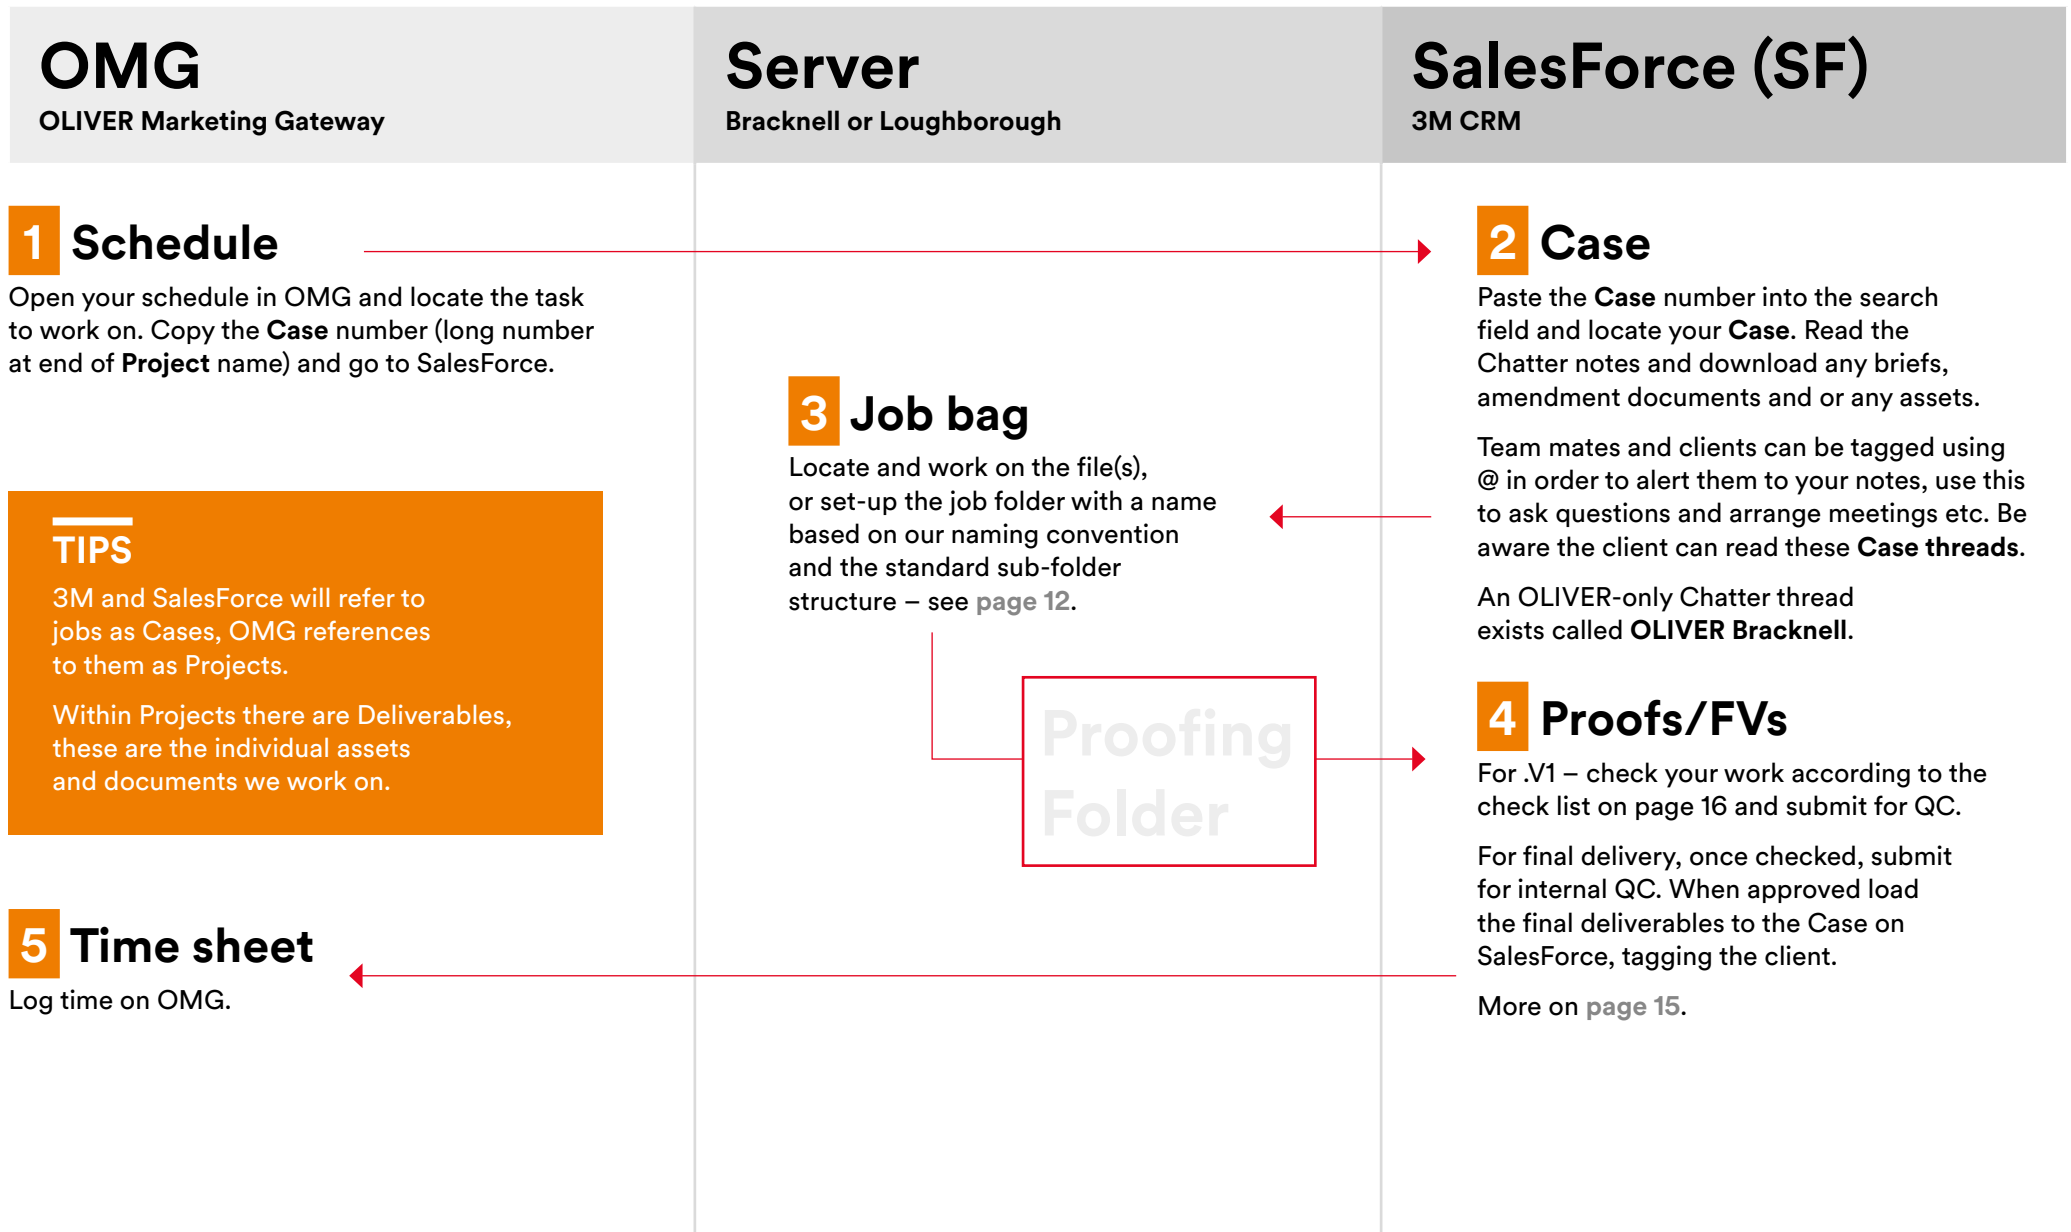 OMG
OLIVER Marketing Gateway
Server
Bracknell or Loughborough
SalesForce (SF)
3M CRM
1 Schedule
Open your schedule in OMG and locate the task
to work on. Copy the Case number (long number
at end of Project name) and go to SalesForce.
2 Case
Paste the Case number into the search
field and locate your Case. Read the
Chatter notes and download any briefs,
amendment documents and or any assets.
Team mates and clients can be tagged using
@ in order to alert them to your notes, use this
to ask questions and arrange meetings etc. Be
aware the client can read these Case threads.
An OLIVER-only Chatter thread
exists called OLIVER Bracknell.
3 Job bag
Locate and work on the file(s),
or set-up the job folder with a name
based on our naming convention
and the standard sub-folder
structure – see page 12.
TIPS
3M and SalesForce will refer to
jobs as Cases, OMG references
to them as Projects.
Within Projects there are Deliverables,
these are the individual assets
and documents we work on.
Proofing
Folder
4 Proofs/FVs
For .V1 – check your work according to the
check list on page 16 and submit for QC.
For final delivery, once checked, submit
for internal QC. When approved load
the final deliverables to the Case on
SalesForce, tagging the client.
More on page 15.
5 Time sheet
Log time on OMG.